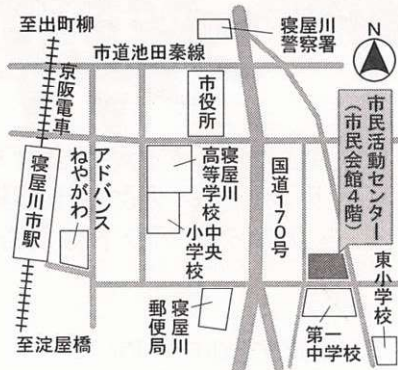 至出町柳
寝屋川
警察署
N
市道池田秦線
京阪電車
市役所
市民活動センター
(市民会館4階)
アドバンス
ねやがわ
寝屋川
高等学校
中央
小学校
国道170号
寝屋川市駅
東小学校
寝屋川
郵便局
第一
中学校
至淀屋橋